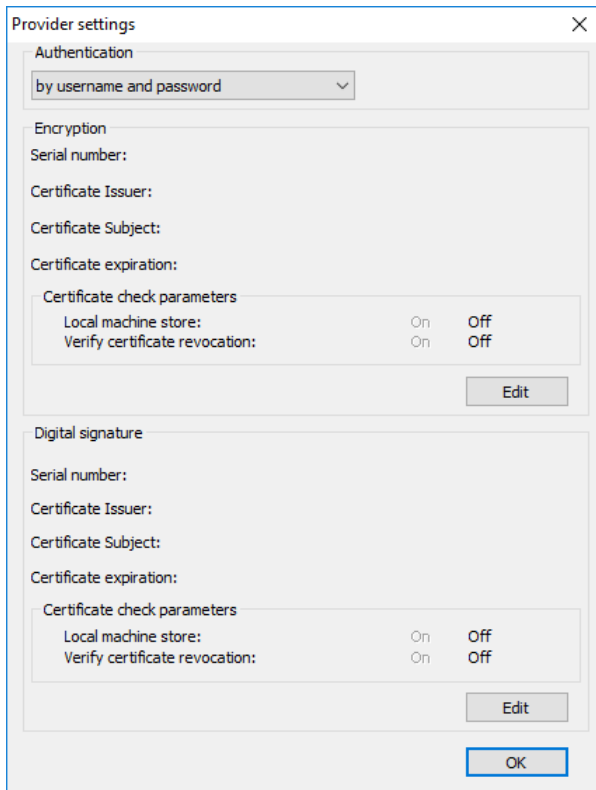 Provider settings
Authentication
by username and password
Encryption
Serial number:
Certificate Issuer:
Certificate Subject:
Certificate expiration:
Certificate check parameters
Local machine store: On Off
Verify certificate revocation: On Off
Edit
Digital signature
Serial number:
Certificate Issuer:
Certificate Subject:
Certificate expiration:
Certificate check parameters
Local machine store: On Off
Verify certificate revocation: On Off
Edit
OK